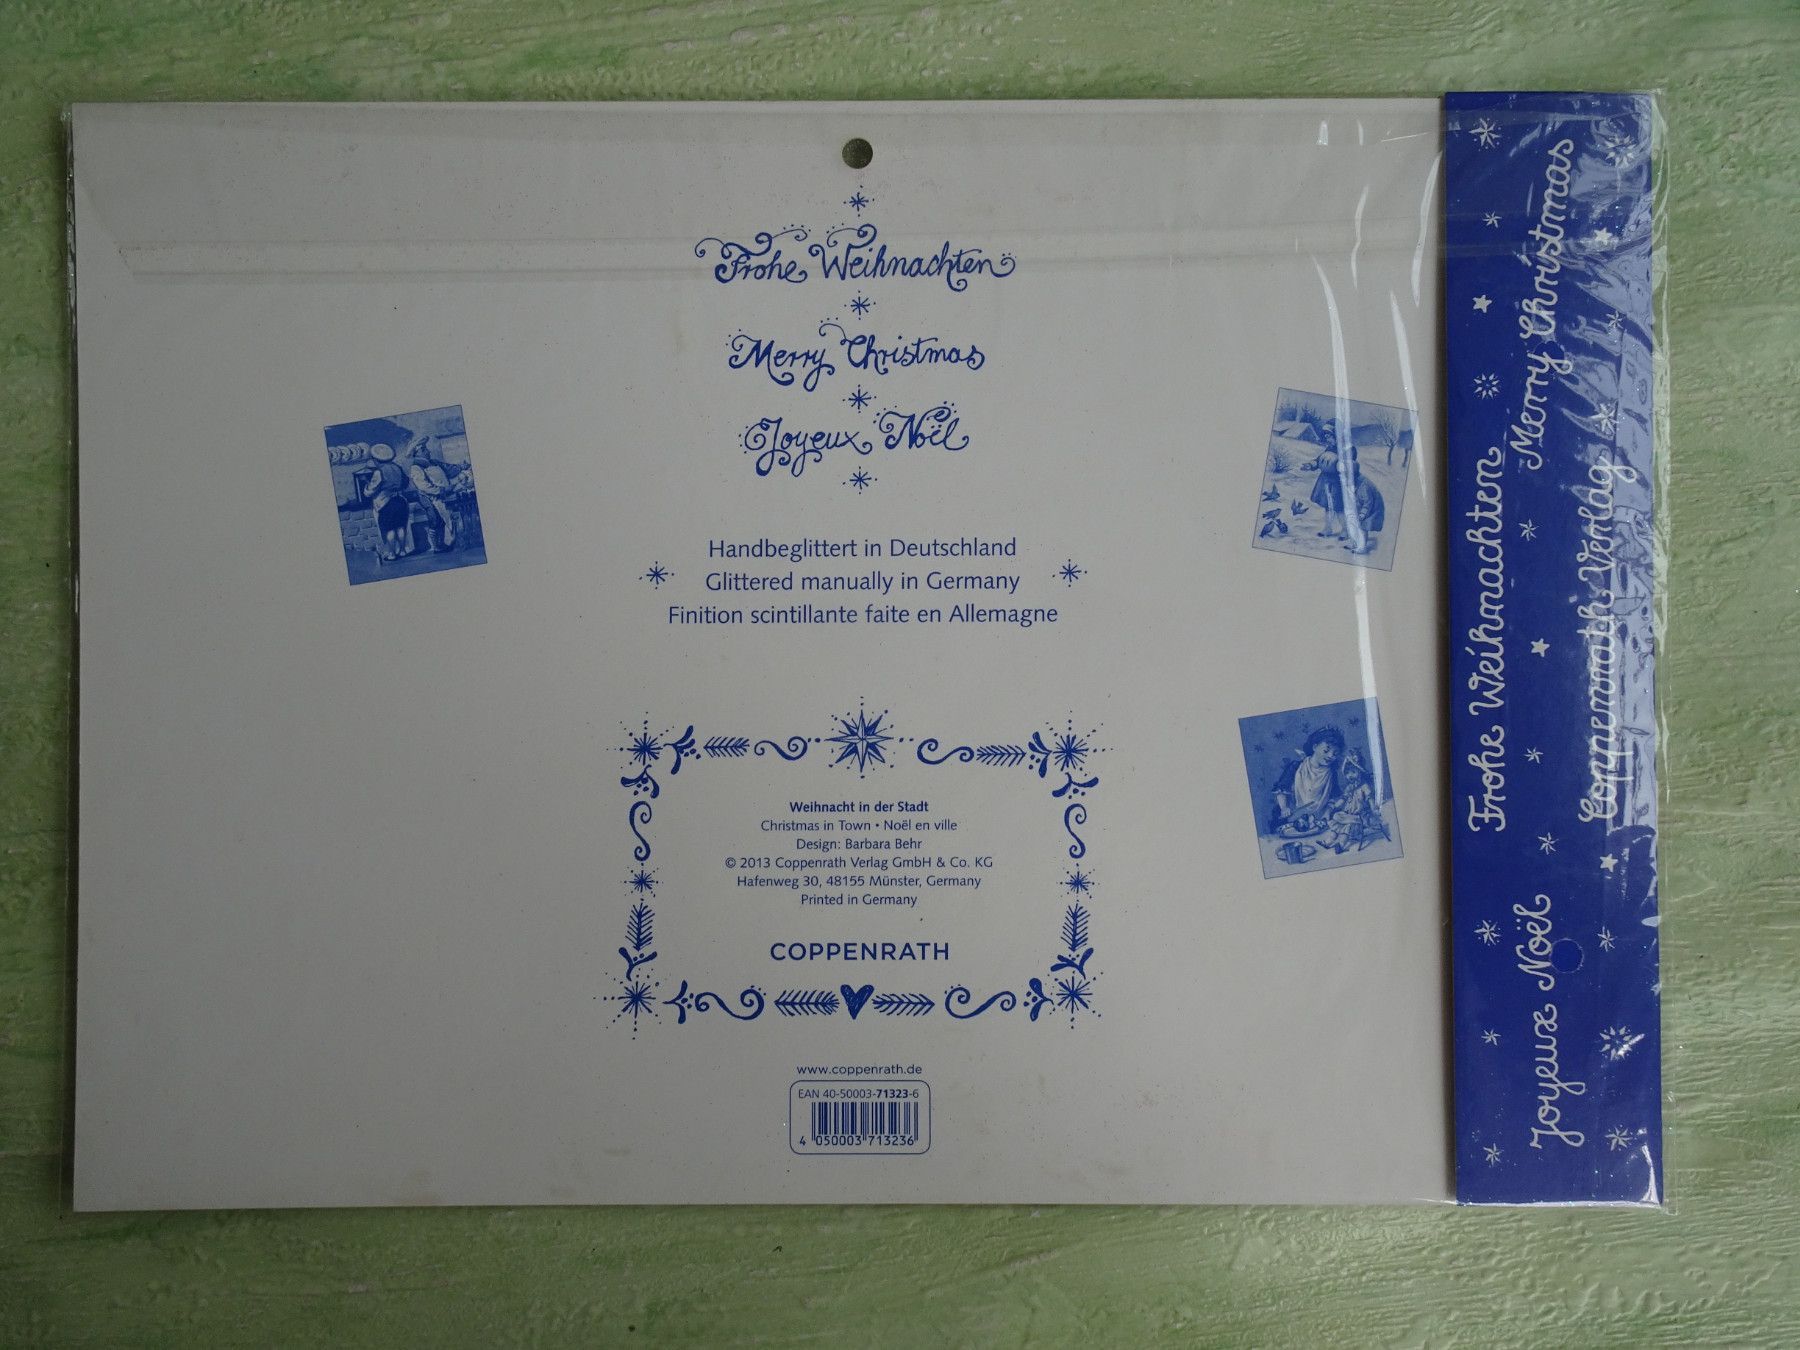 Frohe Weihnachten
Merry Christmas
Joyeux Noël
Handbeglittert in Deutschland
Glittered manually in Germany
Finition scintillante faite en Allemagne
Weihnacht in der Stadt
Christmas in Town • Noël en ville
Design: Barbara Behr
© 2013 Coppenrath Verlag GmbH & Co. KG
Hafenweg 30, 48155 Münster, Germany
Printed in Germany
COPPENRATH
www.coppenrath.de
EAN 40-50003-71323-6
4 050003 713236
Frohe Weihnachten
Merry Christmas
Joyeux Noël
Coppenrath Verlag